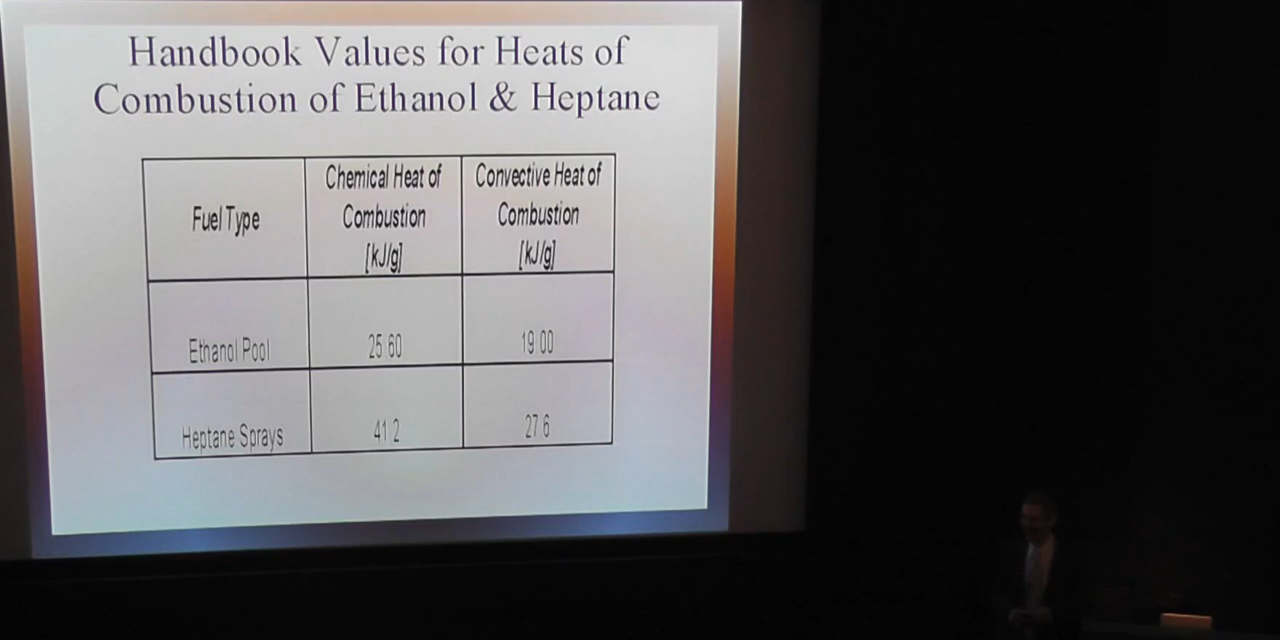 Handbook Values for Heats of
Combustion of Ethanol & Heptane
Fuel Type
Chemical Heat of
Combustion
[kJ/g]
Convective Heat of
Combustion
[kJ/g]
Ethanol Pool
25 60
19 00
Heptane Sprays
41 2
27 6